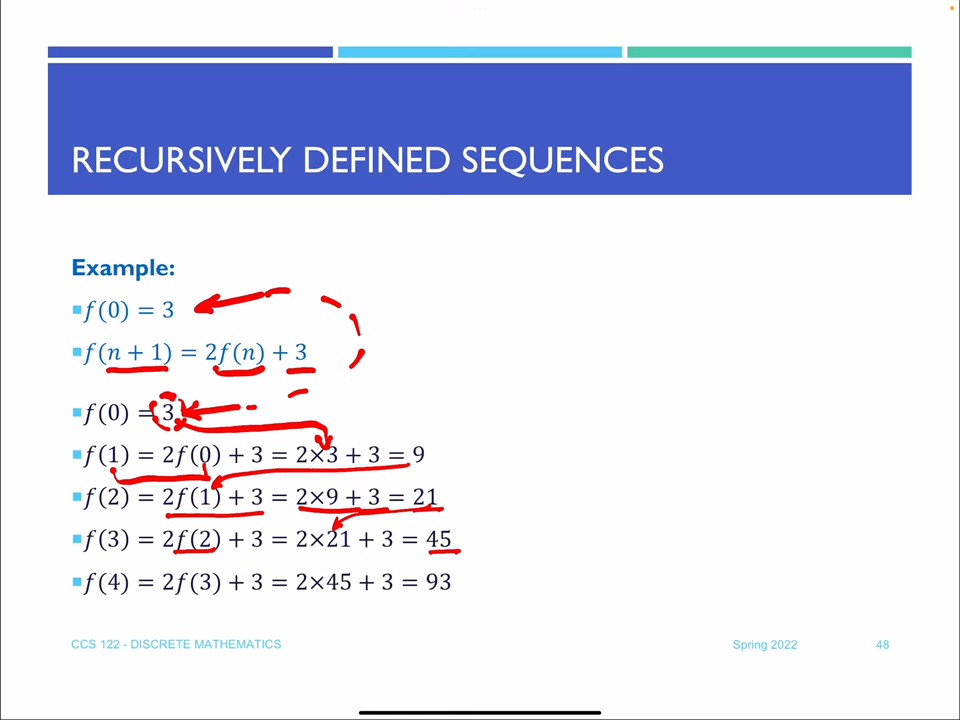 RECURSIVELY DEFINED SEQUENCES
Example:
▪f(0) = 3
▪f(n + 1) = 2f(n) + 3
▪f(0) = 3
▪f(1) = 2f(0) + 3 = 2×3 + 3 = 9
▪f(2) = 2f(1) + 3 = 2×9 + 3 = 21
▪f(3) = 2f(2) + 3 = 2×21 + 3 = 45
▪f(4) = 2f(3) + 3 = 2×45 + 3 = 93
CCS 122 - DISCRETE MATHEMATICS Spring 2022 48